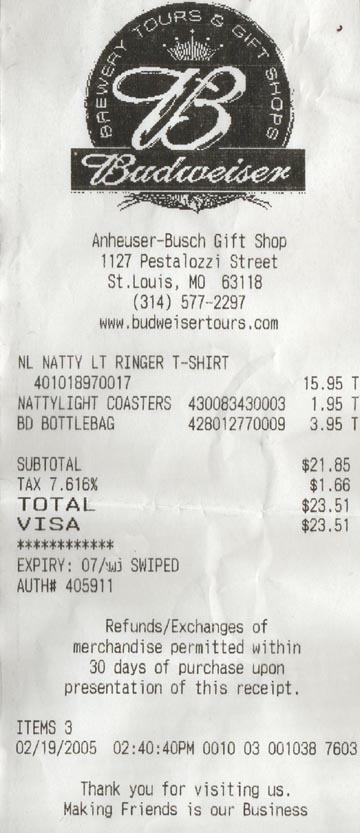 BREWERY TOURS & GIFT SHOPS
B
Budweiser
Anheuser-Busch Gift Shop
1127 Pestalozzi Street
St.Louis, MO 63118
(314) 577-2297
www.budweisertours.com
NL NATTY LT RINGER T-SHIRT
401018970017 15.95 T
NATTYLIGHT COASTERS 430083430003 1.95 T
BD BOTTLEBAG 428012770009 3.95 T
SUBTOTAL $21.85
TAX 7.616% $1.66
TOTAL $23.51
VISA $23.51
************
EXPIRY: 07/ SWIPED
AUTH# 405911
Refunds/Exchanges of
merchandise permitted within
30 days of purchase upon
presentation of this receipt.
ITEMS 3
02/19/2005 02:40:40PM 0010 03 001038 7603
Thank you for visiting us.
Making Friends is our Business